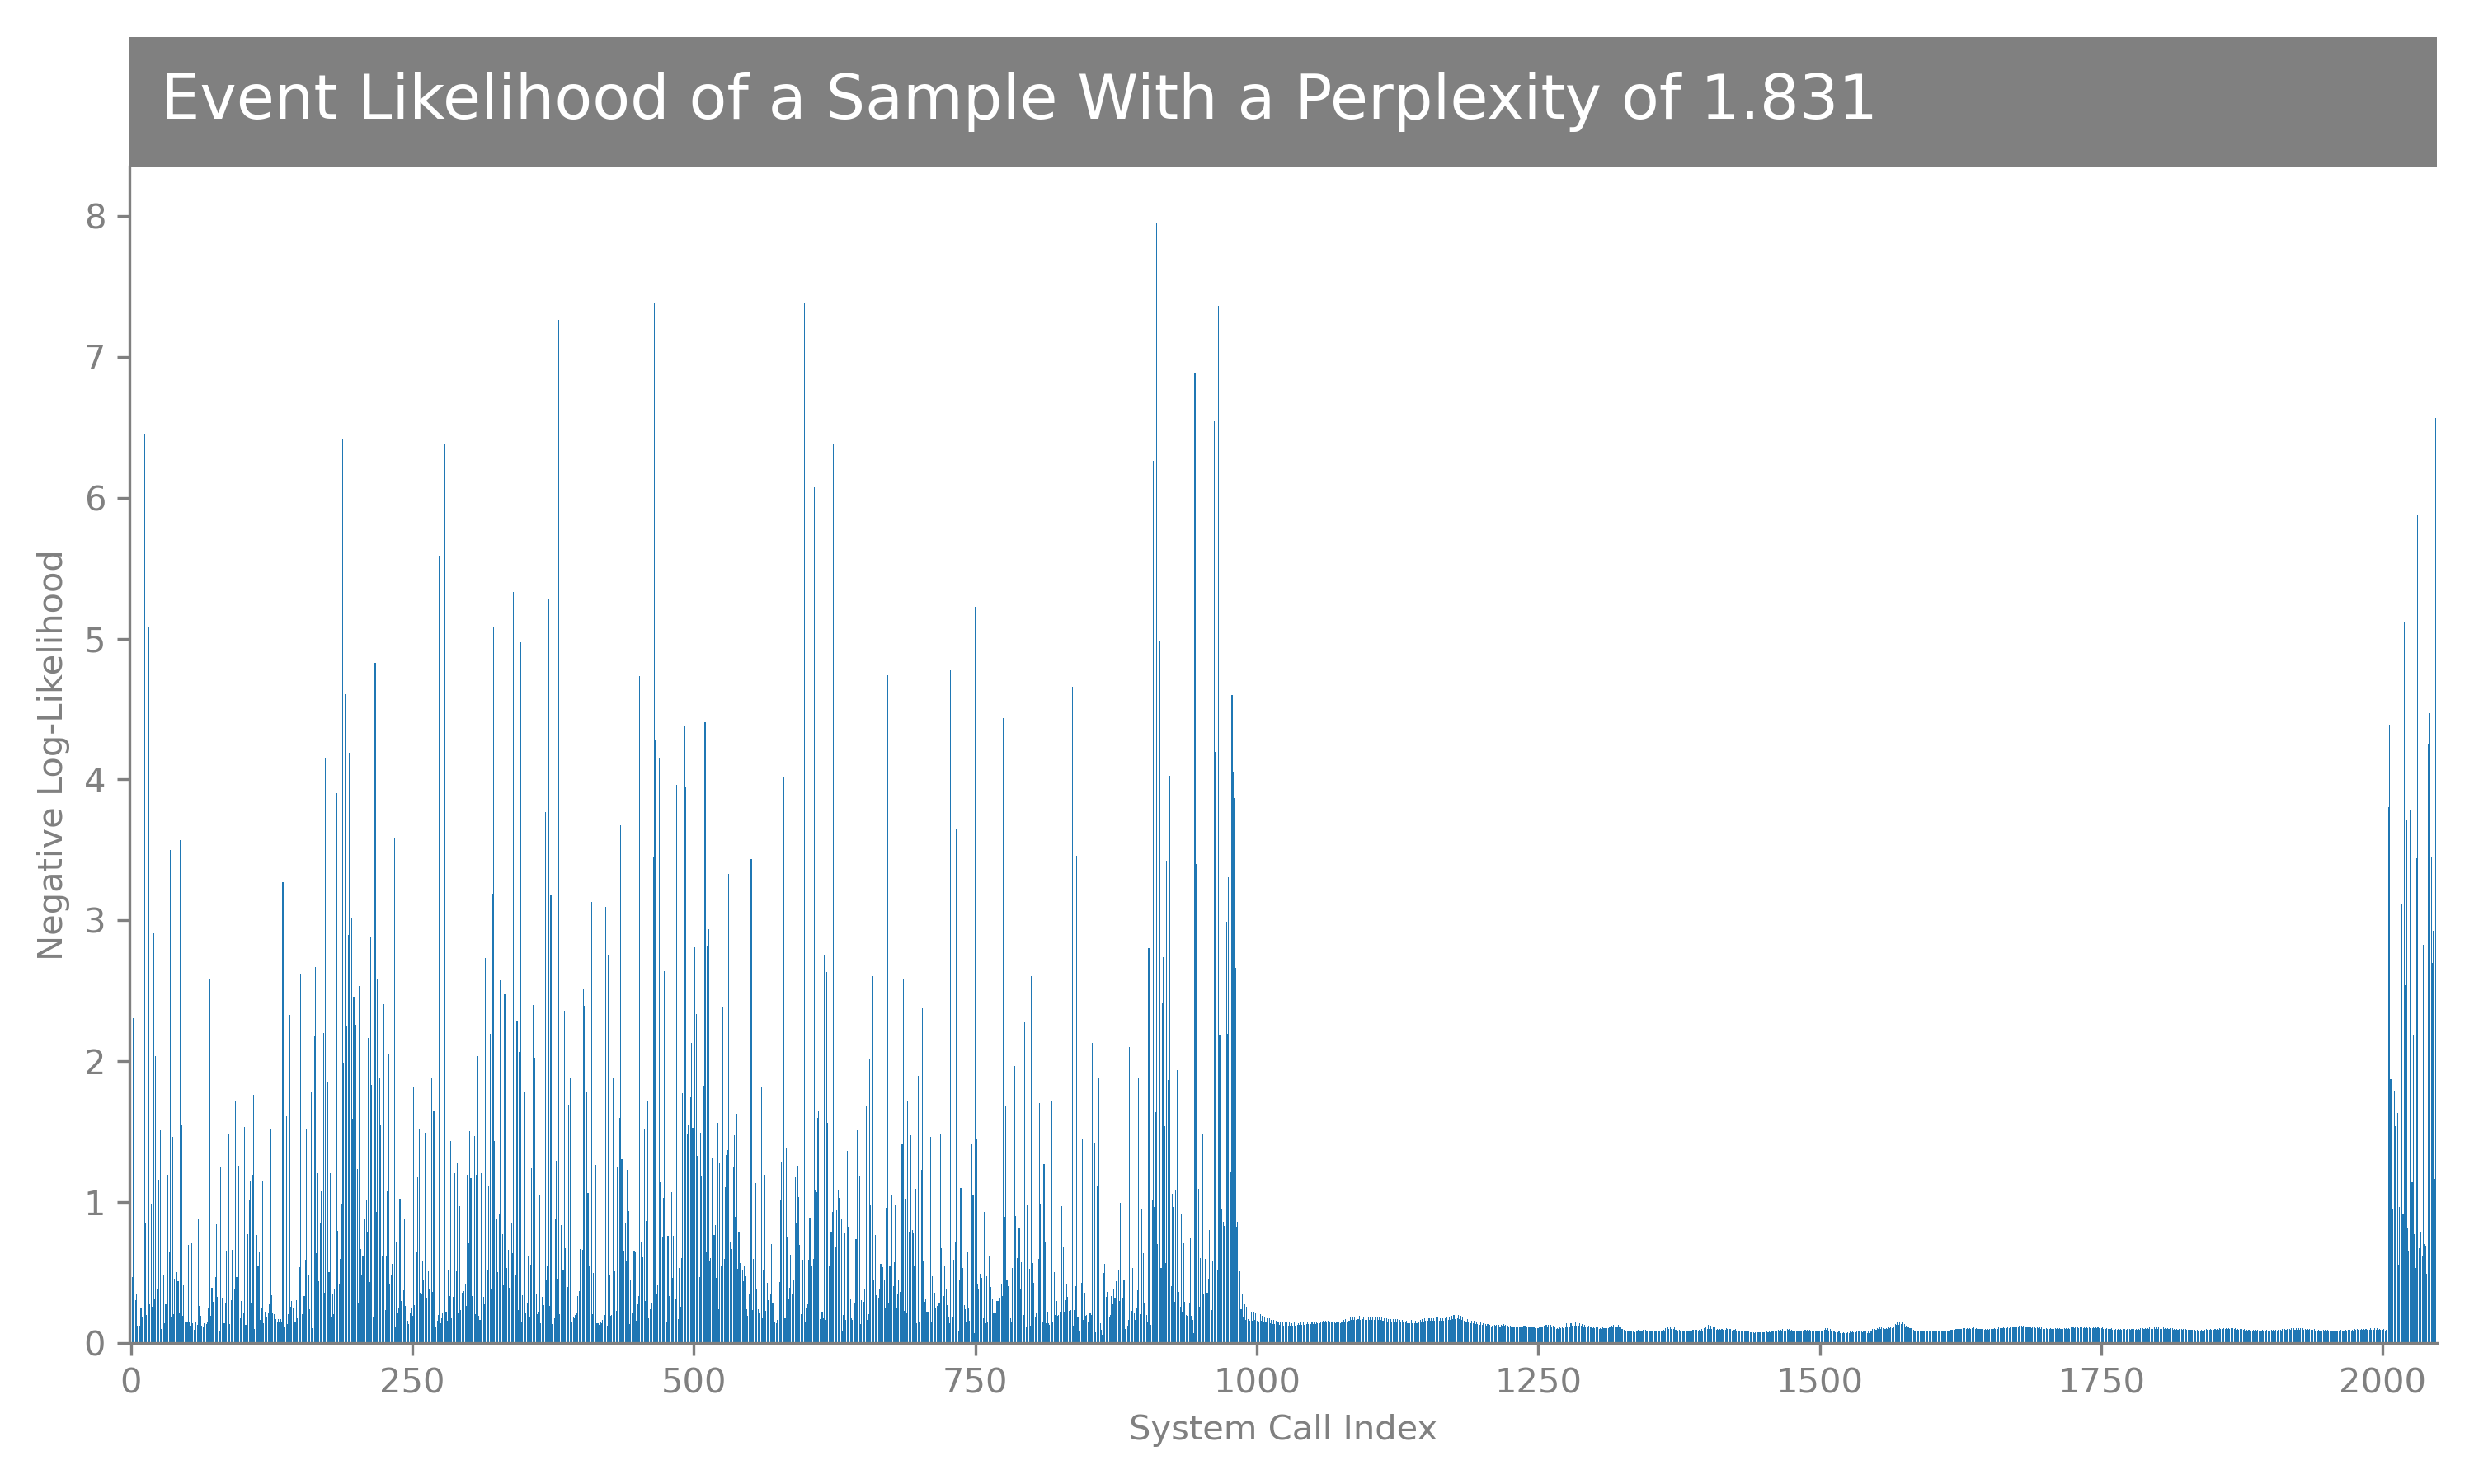 Event Likelihood of a Sample With a Perplexity of 1.831
8
7
6
5
4
3
2
1
0
Negative Log-Likelihood
0 250 500 750 1000 1250 1500 1750 2000
System Call Index